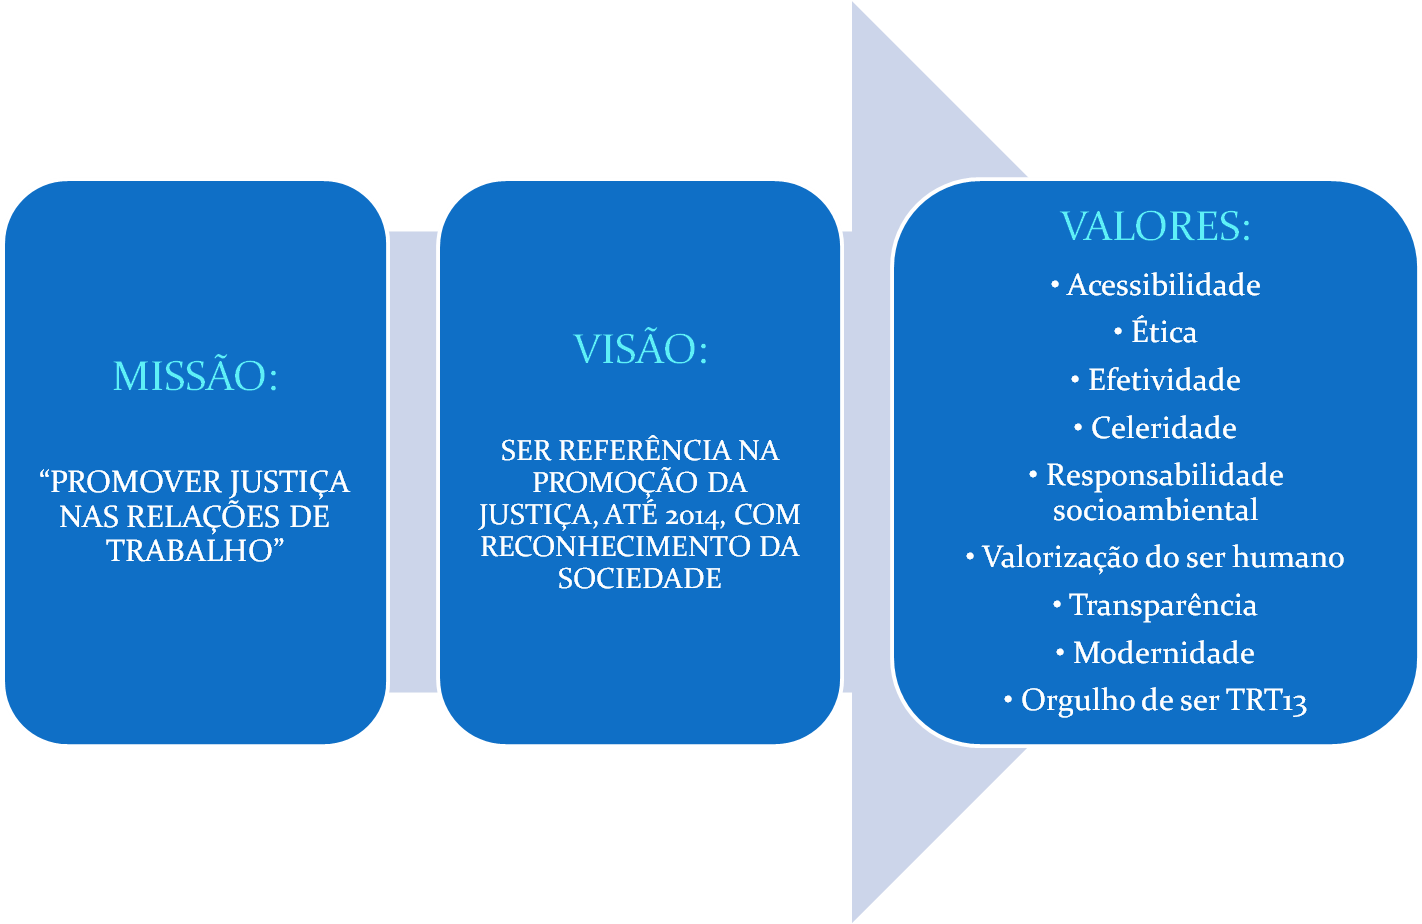 MISSÃO:
“PROMOVER JUSTIÇA
NAS RELAÇÕES DE
TRABALHO”
VISÃO:
SER REFERÊNCIA NA
PROMOÇÃO DA
JUSTIÇA, ATÉ 2014, COM
RECONHECIMENTO DA
SOCIEDADE
VALORES:
• Acessibilidade
• Ética
• Efetividade
• Celeridade
• Responsabilidade
socioambiental
• Valorização do ser humano
• Transparência
• Modernidade
• Orgulho de ser TRT13